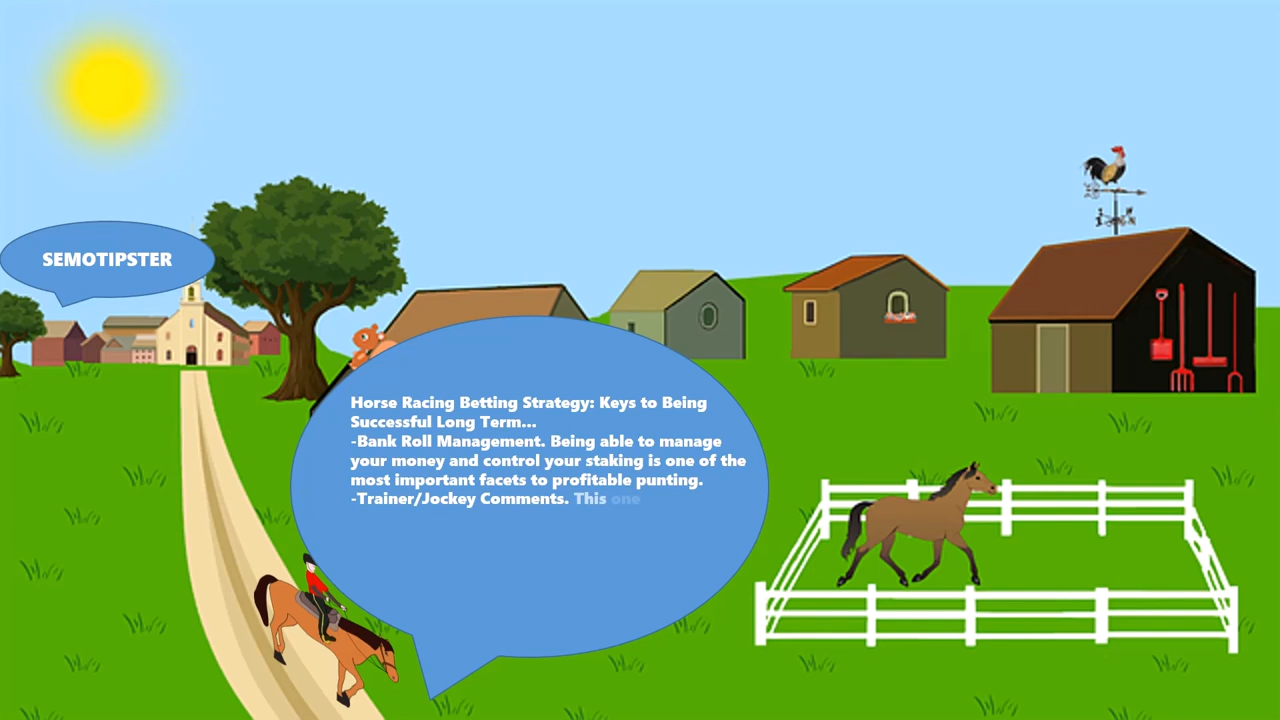 SEMOTIPSTER
Horse Racing Betting Strategy: Keys to Being
Successful Long Term...
-Bank Roll Management. Being able to manage
your money and control your staking is one of the
most important facets to profitable punting.
-Trainer/Jockey Comments. This one